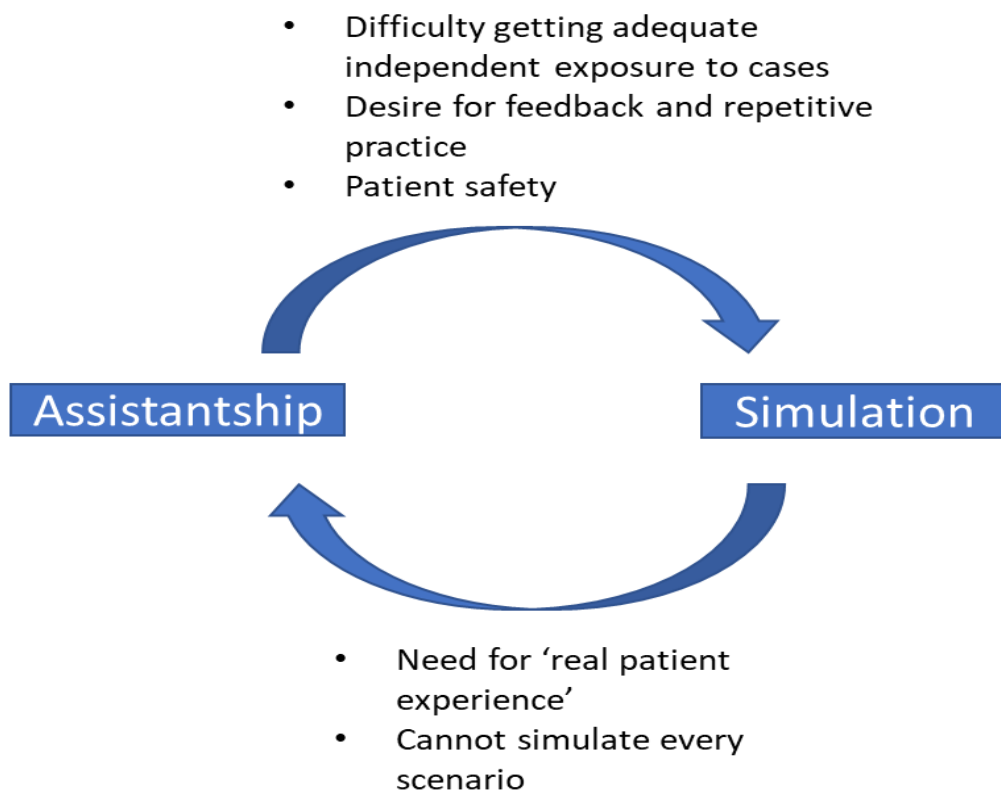 • Difficulty getting adequate
independent exposure to cases
• Desire for feedback and repetitive
practice
• Patient safety
Assistantship
Simulation
• Need for ‘real patient
experience’
• Cannot simulate every
scenario